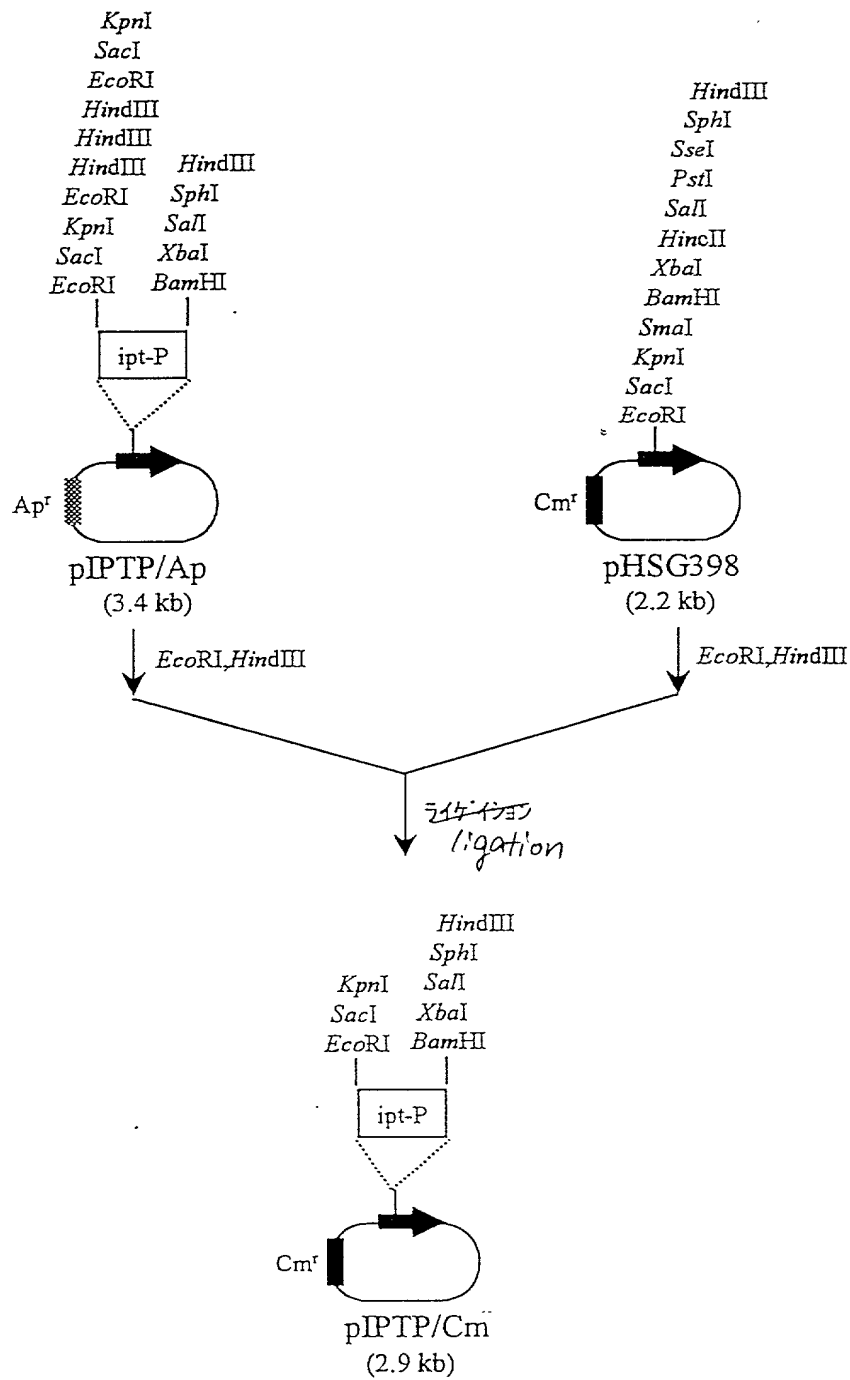 KpnI
SacI
EcoRI
HindIII
HindIII
HindIII
EcoRI
KpnI
SacI
EcoRI
HindIII
SphI
SalI
XbaI
BamHI
ipt-P
Apʳ
pIPTP/Ap
(3.4 kb)
EcoRI,HindIII
HindIII
SphI
SseI
PstI
SalI
HincII
XbaI
BamHI
SmaI
KpnI
SacI
EcoRI
Cmʳ
pHSG398
(2.2 kb)
EcoRI,HindIII
ライゲイション
ligation
KpnI
SacI
EcoRI
HindIII
SphI
SalI
XbaI
BamHI
ipt-P
Cmʳ
pIPTP/Cm
(2.9 kb)